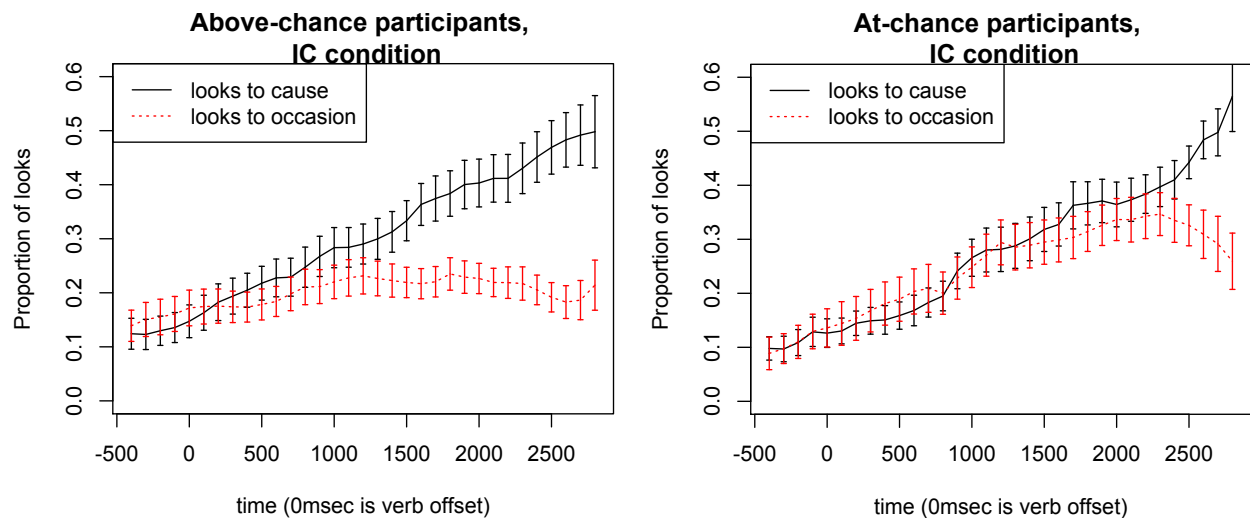 Above-chance participants,
IC condition
looks to cause
looks to occasion
Proportion of looks
0.6
0.5
0.4
0.3
0.2
0.1
0.0
-500 0 500 1000 1500 2000 2500
time (0msec is verb offset)
At-chance participants,
IC condition
looks to cause
looks to occasion
Proportion of looks
0.6
0.5
0.4
0.3
0.2
0.1
0.0
-500 0 500 1000 1500 2000 2500
time (0msec is verb offset)